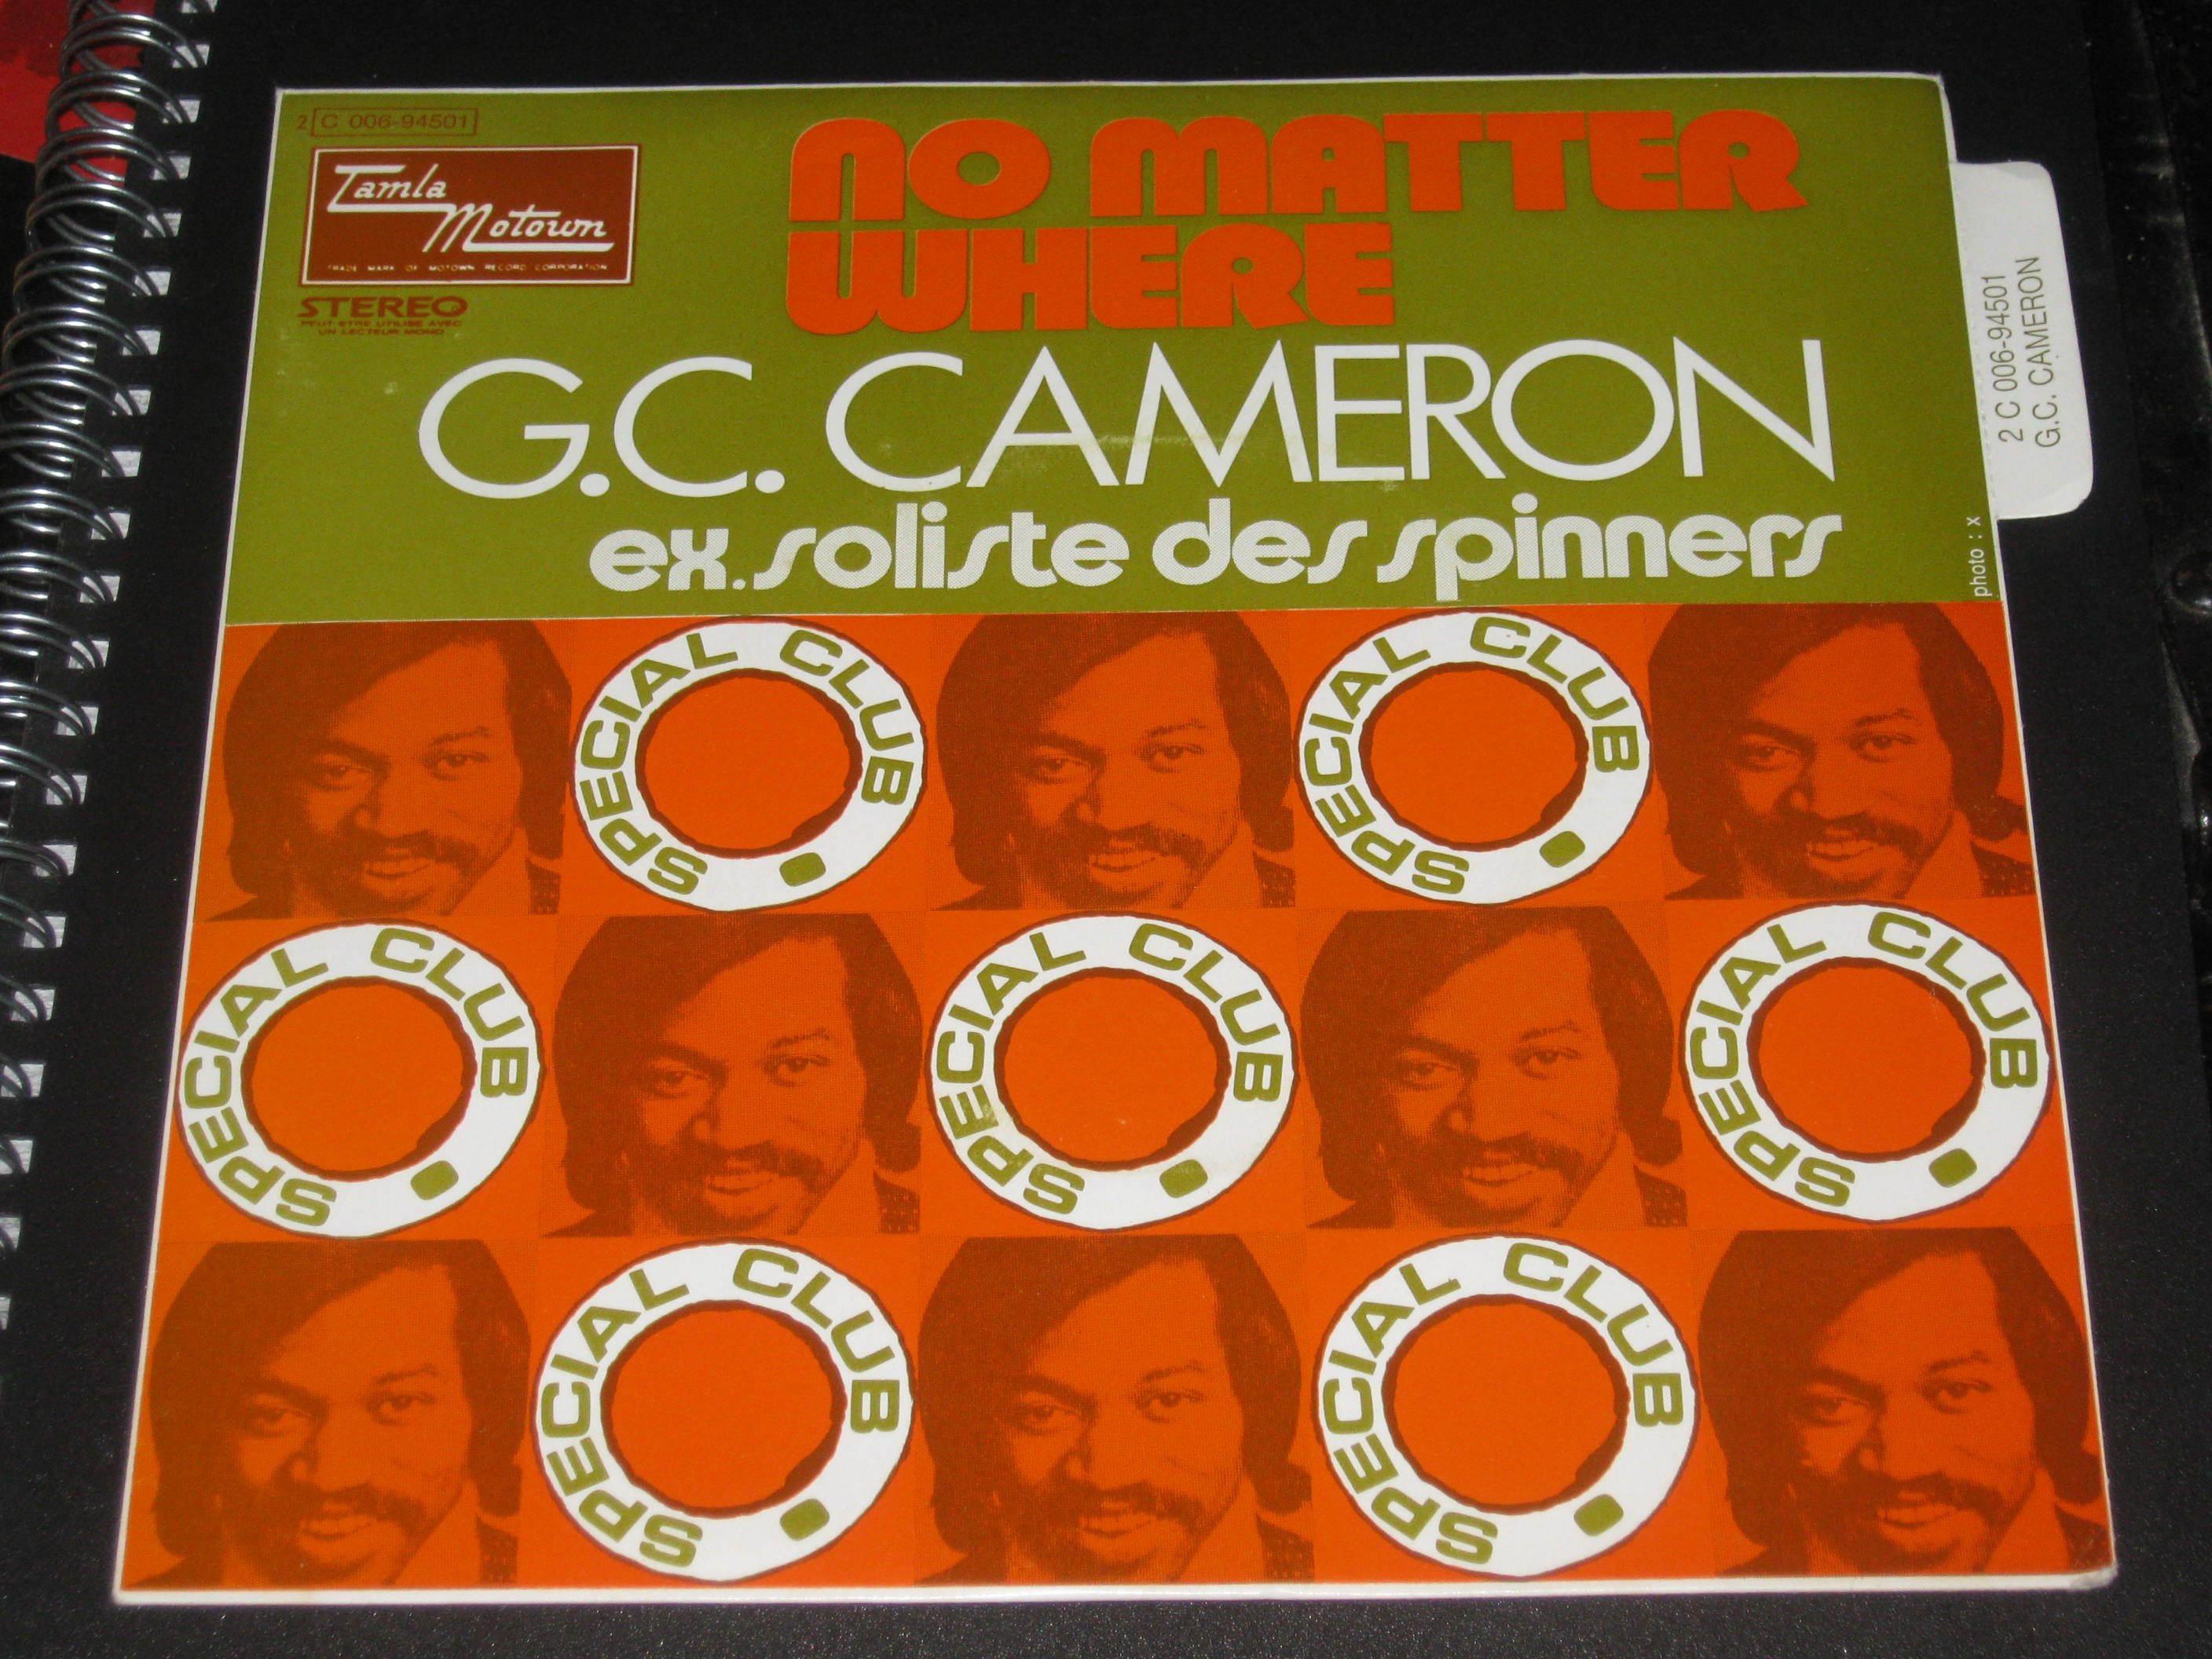 2 C 006-94501
Tamla
Motown
TRADE MARK OF MOTOWN RECORD CORPORATION
STEREO
PEUT ETRE UTILISE AVEC
UN LECTEUR MONO
NO MATTER
WHERE
G.C. CAMERON
ex. soliste des spinners
photo : x
2 C 006-94501
G.C. CAMERON
SPECIAL CLUB
SPECIAL CLUB
SPECIAL CLUB
SPECIAL CLUB
SPECIAL CLUB
SPECIAL CLUB
SPECIAL CLUB